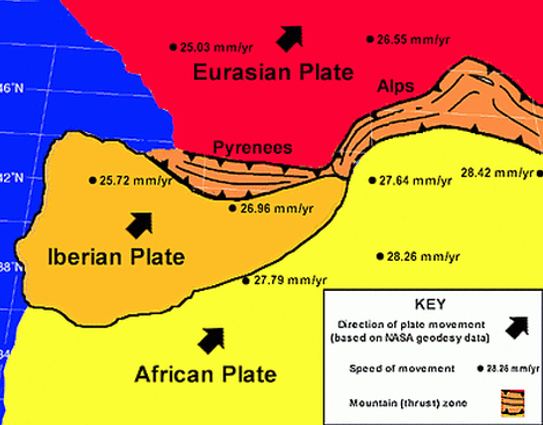 25.03 mm/yr
26.55 mm/yr
Eurasian Plate
46°N
Alps
Pyrenees
42°N
25.72 mm/yr
27.64 mm/yr
28.42 mm/yr
26.96 mm/yr
Iberian Plate
38°N
28.26 mm/yr
27.79 mm/yr
KEY
Direction of plate movement
(based on NASA geodesy data)
34
African Plate
Speed of movement
28.26 mm/yr
Mountain (thrust) zone